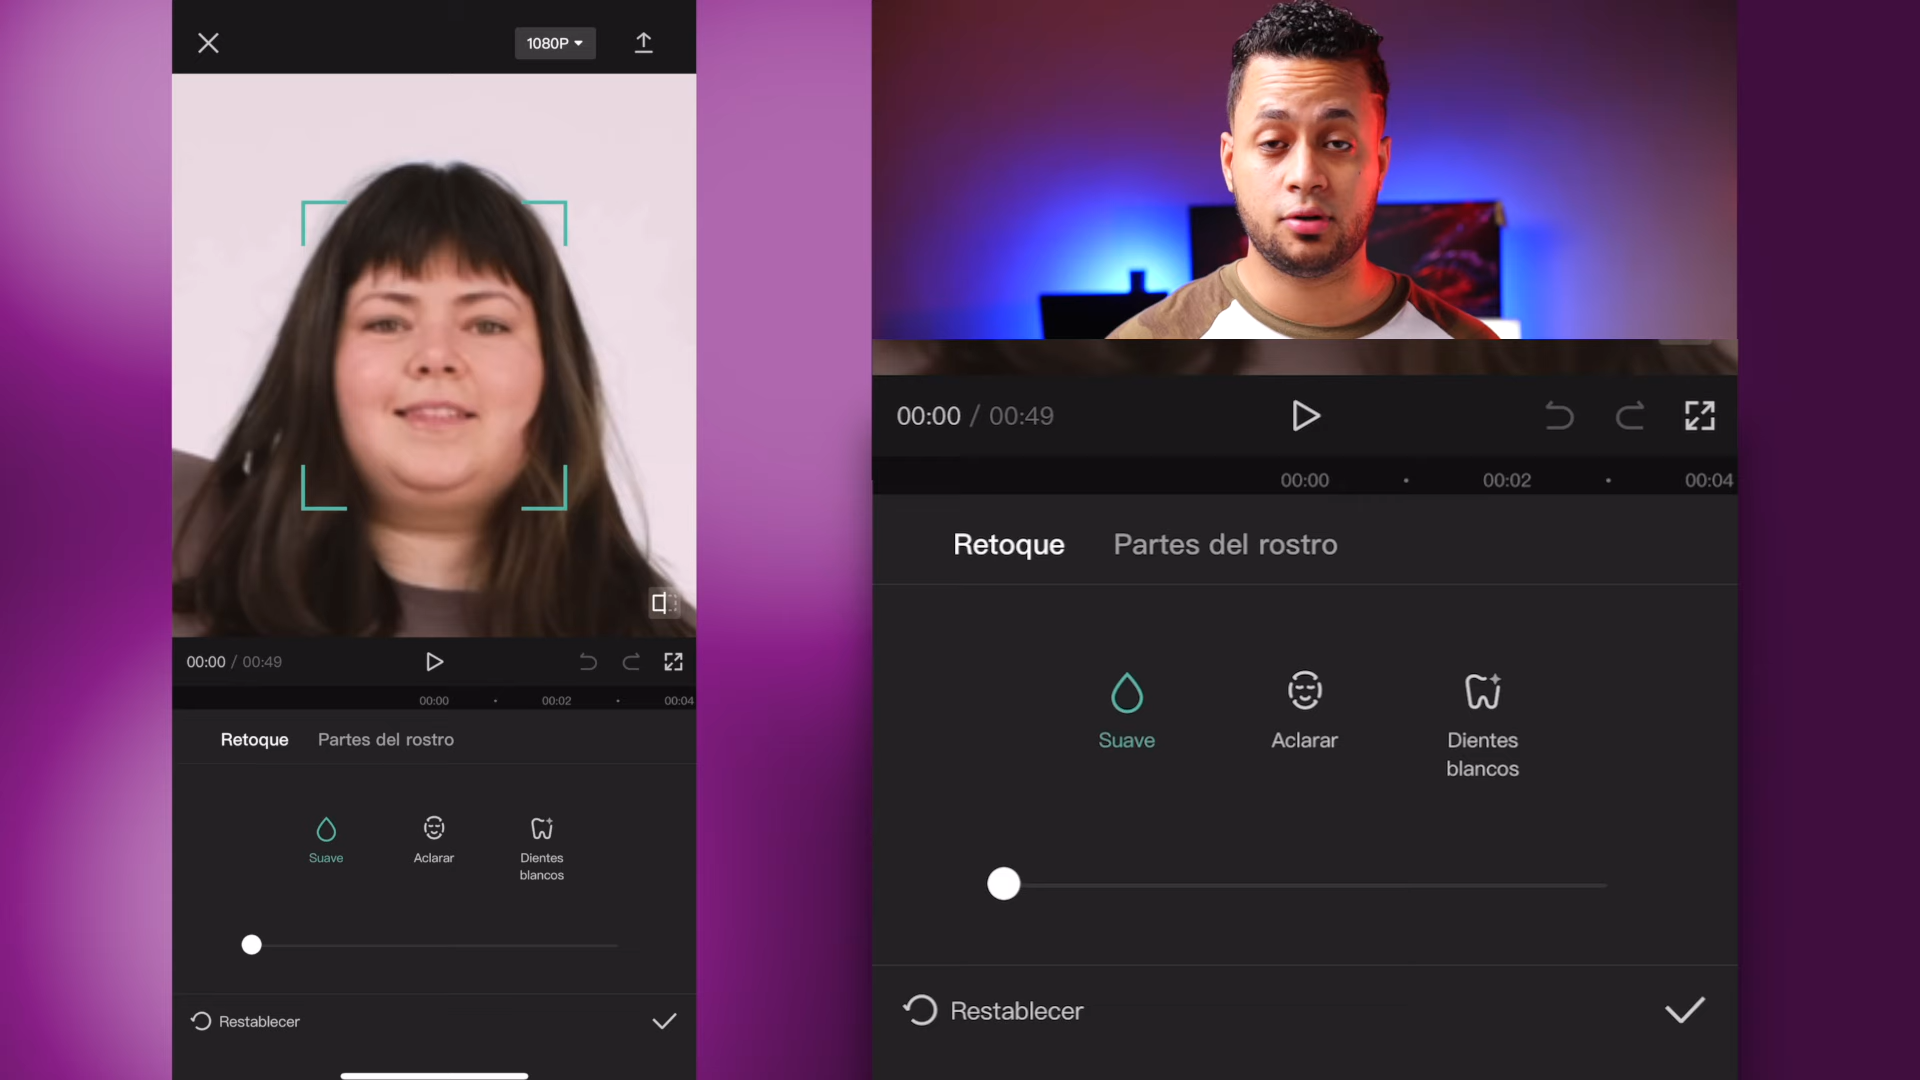 1080P
00:00 / 00:49
00:00
00:02
00:04
Retoque
Partes del rostro
Suave
Aclarar
Dientes
blancos
Restablecer
00:00 / 00:49
00:00
00:02
00:04
Retoque
Partes del rostro
Suave
Aclarar
Dientes
blancos
Restablecer